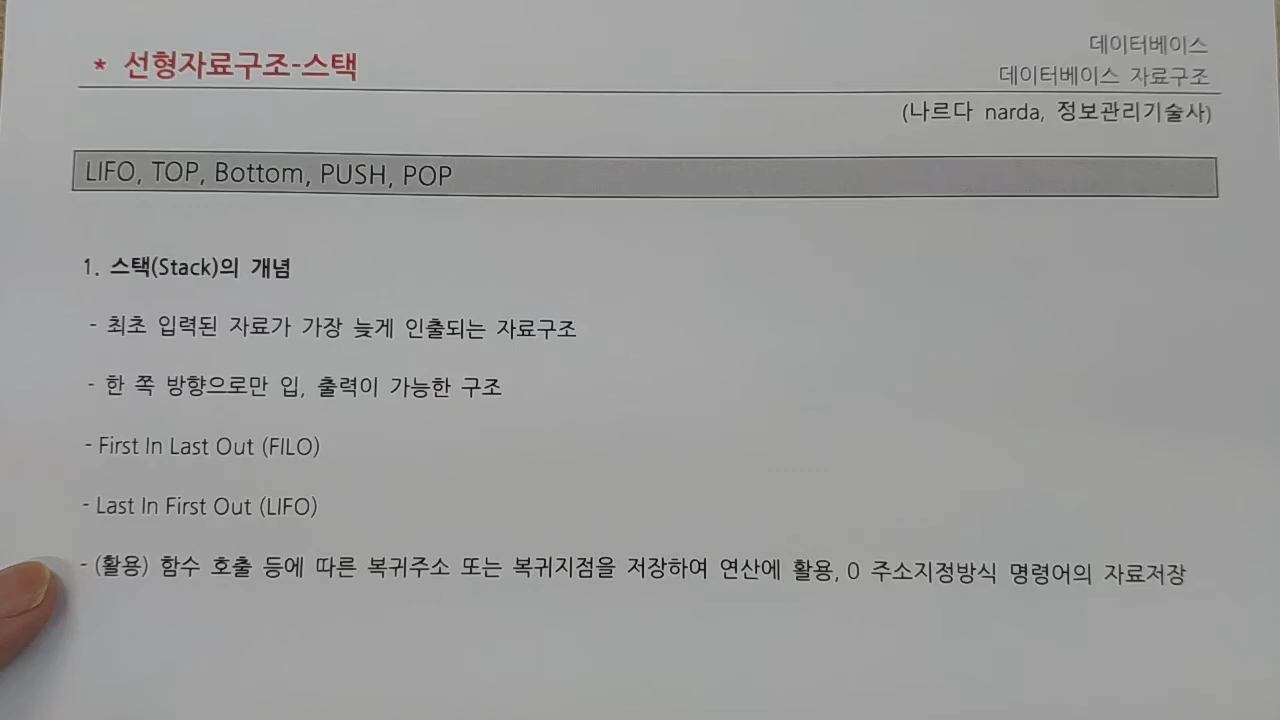 * 선형자료구조-스택
데이터베이스
데이터베이스 자료구조
(나르다 narda, 정보관리기술사)
LIFO, TOP, Bottom, PUSH, POP
1. 스택(Stack)의 개념
- 최초 입력된 자료가 가장 늦게 인출되는 자료구조
- 한 쪽 방향으로만 입, 출력이 가능한 구조
- First In Last Out (FILO)
- Last In First Out (LIFO)
- (활용) 함수 호출 등에 따른 복귀주소 또는 복귀지점을 저장하여 연산에 활용, 0 주소지정방식 명령어의 자료저장